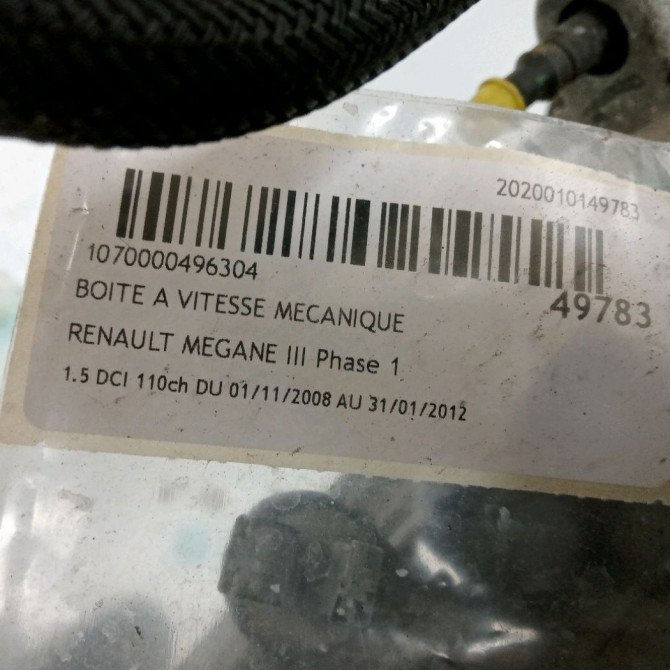 2020010149783
1070000496304
49783
BOITE A VITESSE MECANIQUE
RENAULT MEGANE III Phase 1
1.5 DCI 110ch DU 01/11/2008 AU 31/01/2012